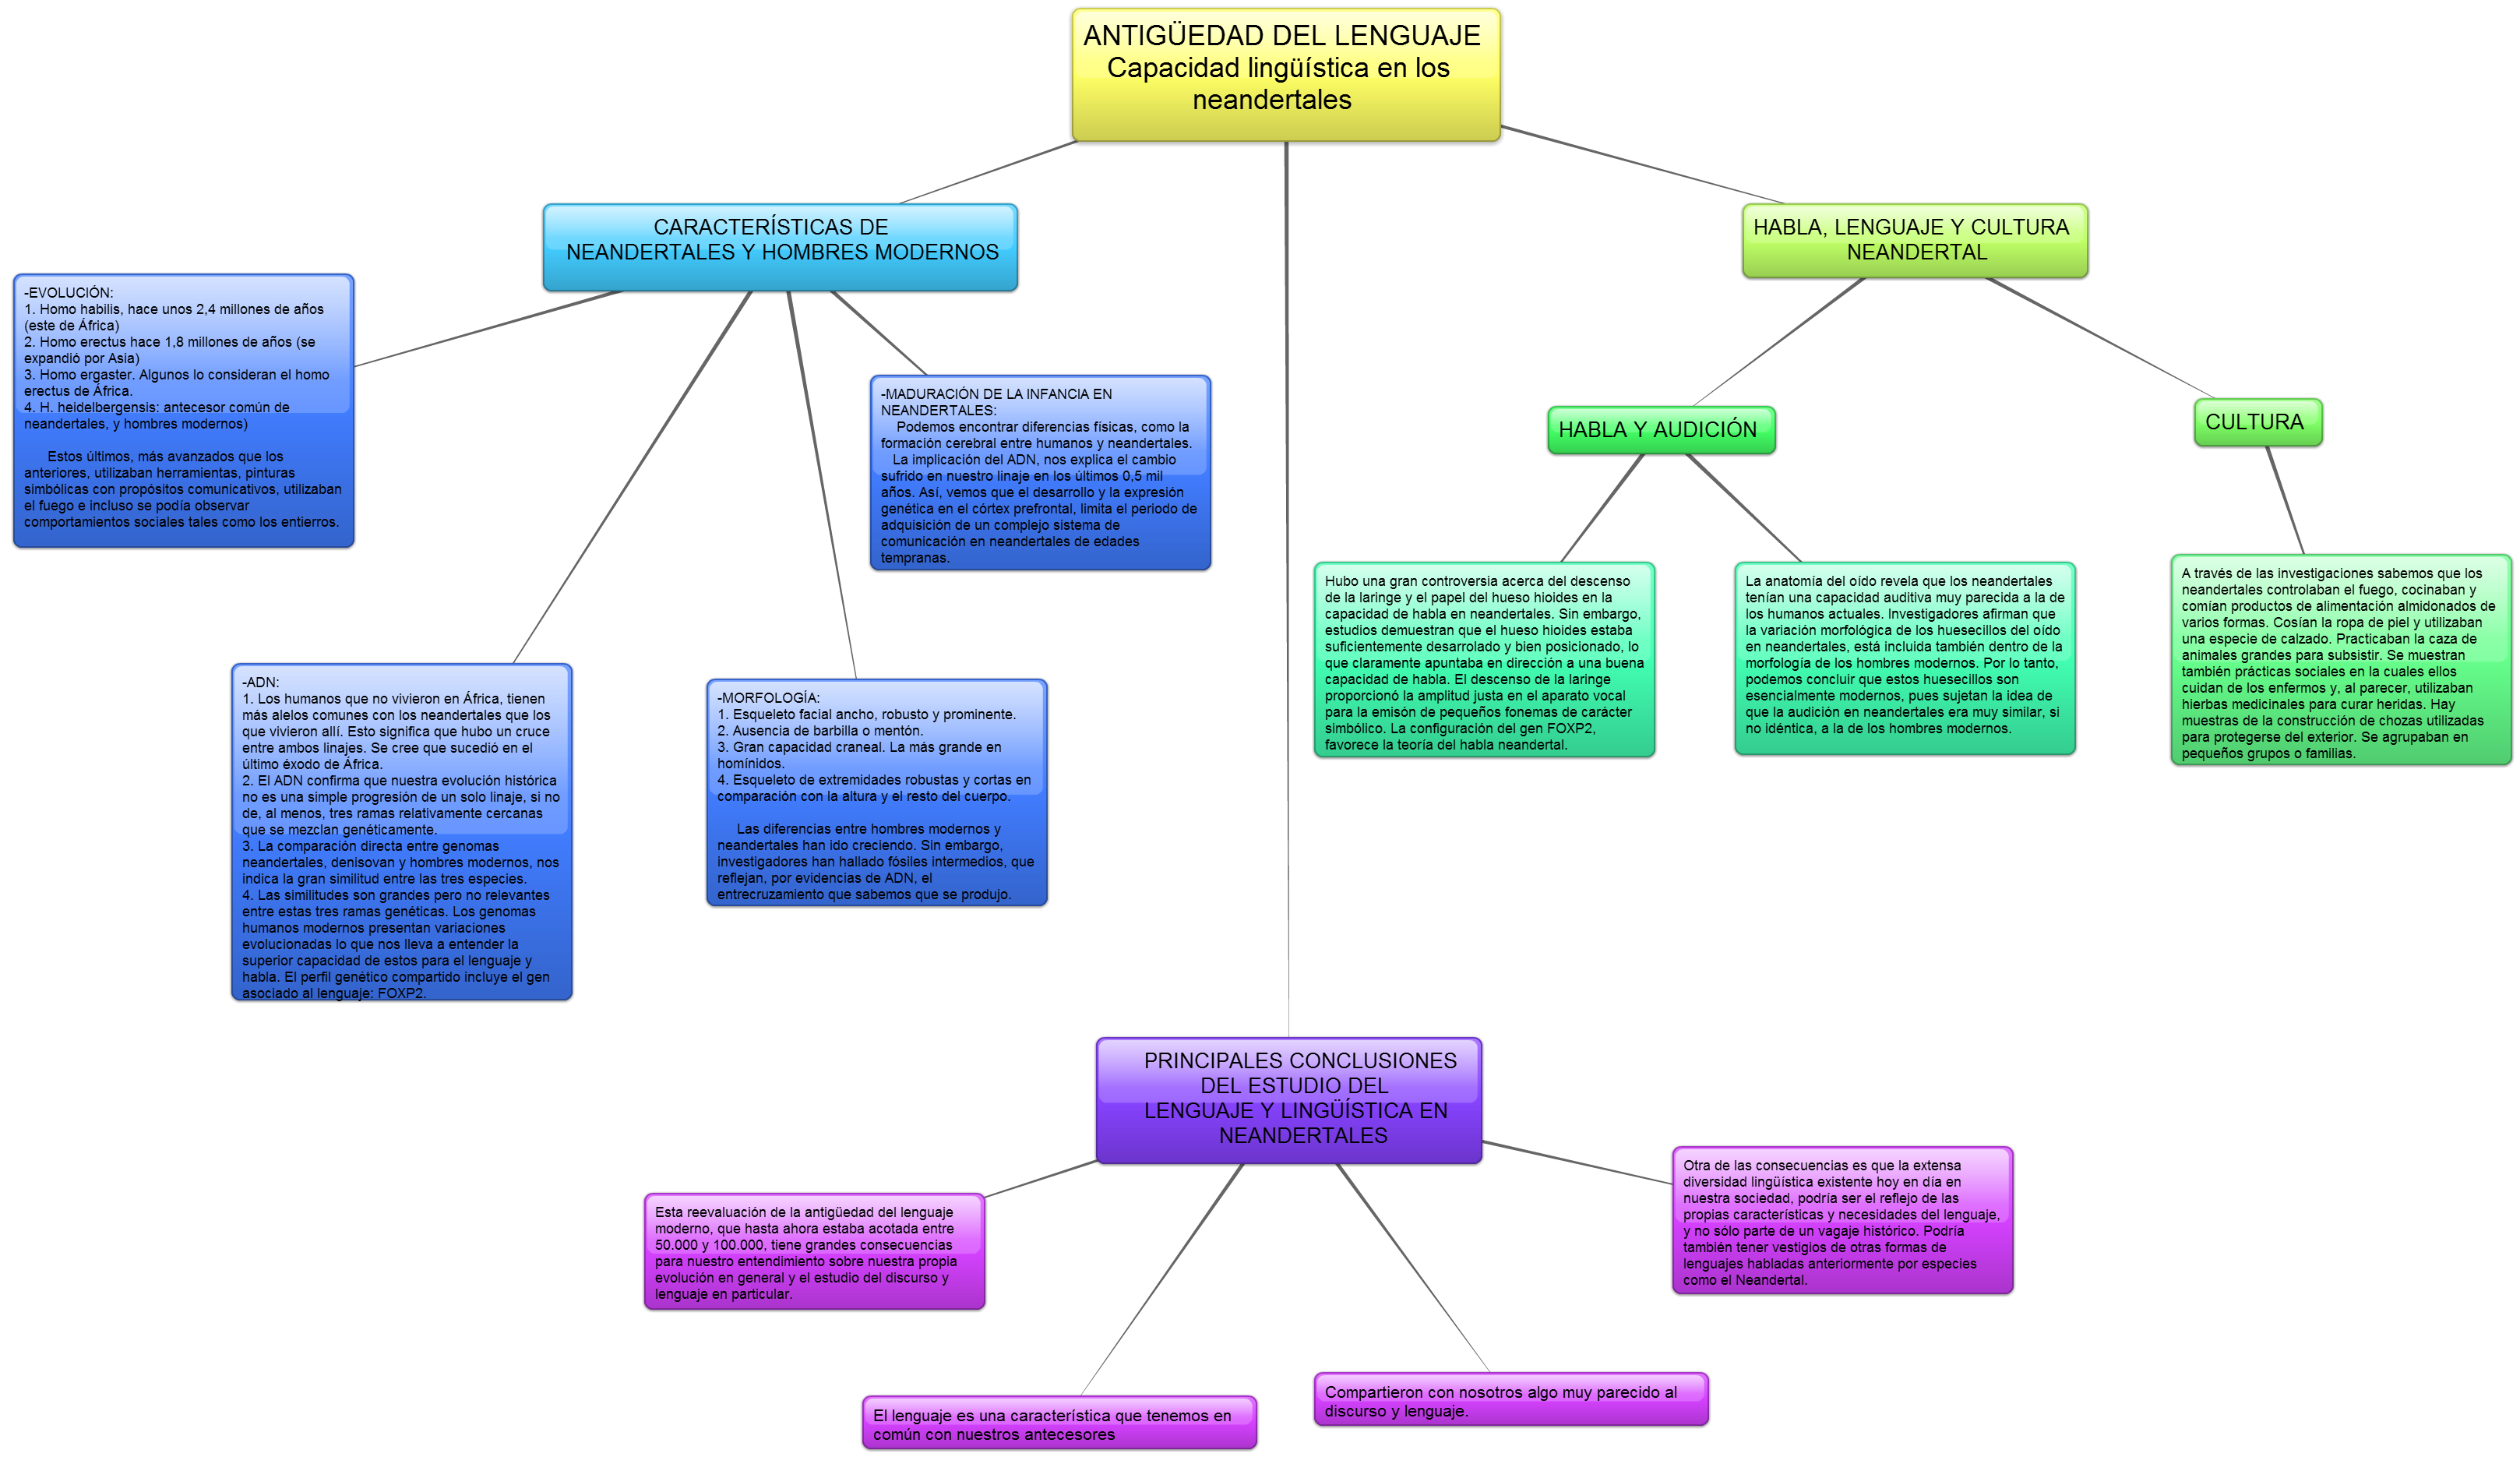 ANTIGÜEDAD DEL LENGUAJE
Capacidad lingüística en los
neandertales
CARACTERÍSTICAS DE
NEANDERTALES Y HOMBRES MODERNOS
HABLA, LENGUAJE Y CULTURA
NEANDERTAL
-EVOLUCIÓN:
1. Homo habilis, hace unos 2,4 millones de años
(este de África)
2. Homo erectus hace 1,8 millones de años (se
expandió por Asia)
3. Homo ergaster. Algunos lo consideran el homo
erectus de África.
4. H. heidelbergensis: antecesor común de
neandertales, y hombres modernos)
Estos últimos, más avanzados que los
anteriores, utilizaban herramientas, pinturas
simbólicas con propósitos comunicativos, utilizaban
el fuego e incluso se podía observar
comportamientos sociales tales como los entierros.
-MADURACIÓN DE LA INFANCIA EN
NEANDERTALES:
Podemos encontrar diferencias físicas, como la
formación cerebral entre humanos y neandertales.
La implicación del ADN, nos explica el cambio
sufrido en nuestro linaje en los últimos 0,5 mil
años. Así, vemos que el desarrollo y la expresión
genética en el córtex prefrontal, limita el periodo de
adquisición de un complejo sistema de
comunicación en neandertales de edades
tempranas.
HABLA Y AUDICIÓN
CULTURA
Hubo una gran controversia acerca del descenso
de la laringe y el papel del hueso hioides en la
capacidad de habla en neandertales. Sin embargo,
estudios demuestran que el hueso hioides estaba
suficientemente desarrolado y bien posicionado, lo
que claramente apuntaba en dirección a una buena
capacidad de habla. El descenso de la laringe
proporcionó la amplitud justa en el aparato vocal
para la emisón de pequeños fonemas de carácter
simbólico. La configuración del gen FOXP2,
favorece la teoría del habla neandertal.
La anatomía del oído revela que los neandertales
tenían una capacidad auditiva muy parecida a la de
los humanos actuales. Investigadores afirman que
la variación morfológica de los huesecillos del oído
en neandertales, está incluida también dentro de la
morfología de los hombres modernos. Por lo tanto,
podemos concluir que estos huesecillos son
esencialmente modernos, pues sujetan la idea de
que la audición en neandertales era muy similar, si
no idéntica, a la de los hombres modernos.
A través de las investigaciones sabemos que los
neandertales controlaban el fuego, cocinaban y
comían productos de alimentación almidonados de
varios formas. Cosían la ropa de piel y utilizaban
una especie de calzado. Practicaban la caza de
animales grandes para subsistir. Se muestran
también prácticas sociales en la cuales ellos
cuidan de los enfermos y, al parecer, utilizaban
hierbas medicinales para curar heridas. Hay
muestras de la construcción de chozas utilizadas
para protegerse del exterior. Se agrupaban en
pequeños grupos o familias.
-ADN:
1. Los humanos que no vivieron en África, tienen
más alelos comunes con los neandertales que los
que vivieron allí. Esto significa que hubo un cruce
entre ambos linajes. Se cree que sucedió en el
último éxodo de África.
2. El ADN confirma que nuestra evolución histórica
no es una simple progresión de un solo linaje, si no
de, al menos, tres ramas relativamente cercanas
que se mezclan genéticamente.
3. La comparación directa entre genomas
neandertales, denisovan y hombres modernos, nos
indica la gran similitud entre las tres especies.
4. Las similitudes son grandes pero no relevantes
entre estas tres ramas genéticas. Los genomas
humanos modernos presentan variaciones
evolucionadas lo que nos lleva a entender la
superior capacidad de estos para el lenguaje y
habla. El perfil genético compartido incluye el gen
asociado al lenguaje: FOXP2.
-MORFOLOGÍA:
1. Esqueleto facial ancho, robusto y prominente.
2. Ausencia de barbilla o mentón.
3. Gran capacidad craneal. La más grande en
homínidos.
4. Esqueleto de extremidades robustas y cortas en
comparación con la altura y el resto del cuerpo.
Las diferencias entre hombres modernos y
neandertales han ido creciendo. Sin embargo,
investigadores han hallado fósiles intermedios, que
reflejan, por evidencias de ADN, el
entrecruzamiento que sabemos que se produjo.
PRINCIPALES CONCLUSIONES
DEL ESTUDIO DEL
LENGUAJE Y LINGÜÍSTICA EN
NEANDERTALES
Esta reevaluación de la antigüedad del lenguaje
moderno, que hasta ahora estaba acotada entre
50.000 y 100.000, tiene grandes consecuencias
para nuestro entendimiento sobre nuestra propia
evolución en general y el estudio del discurso y
lenguaje en particular.
Otra de las consecuencias es que la extensa
diversidad lingüística existente hoy en día en
nuestra sociedad, podría ser el reflejo de las
propias características y necesidades del lenguaje,
y no sólo parte de un vagaje histórico. Podría
también tener vestigios de otras formas de
lenguajes habladas anteriormente por especies
como el Neandertal.
El lenguaje es una característica que tenemos en
común con nuestros antecesores
Compartieron con nosotros algo muy parecido al
discurso y lenguaje.